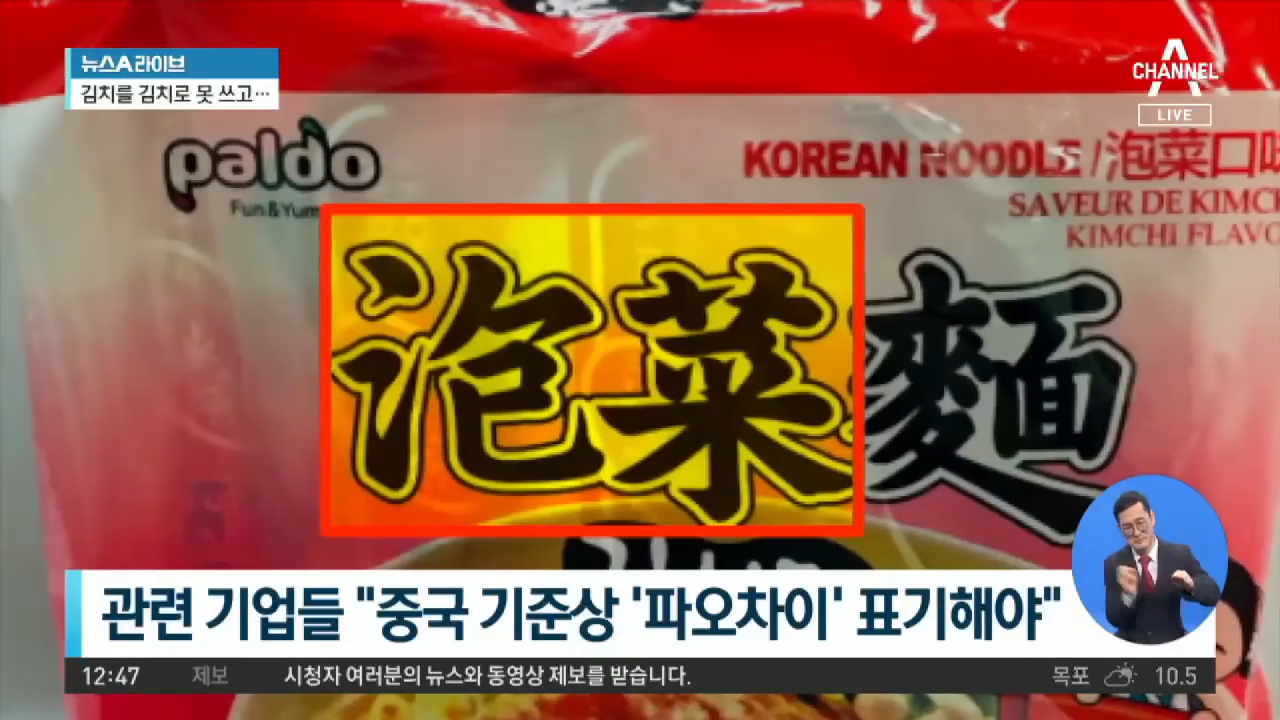 뉴스A 라이브
김치를 김치로 못 쓰고…
CHANNEL A
LIVE
paldo
Fun&Yum
KOREAN NOODLE/泡菜口味
SAVEUR DE KIMC
KIMCHI FLAVO
泡菜
麵
관련 기업들 "중국 기준상 '파오차이' 표기해야"
12:47 제보 시청자 여러분의 뉴스와 동영상 제보를 받습니다. 목포 10.5